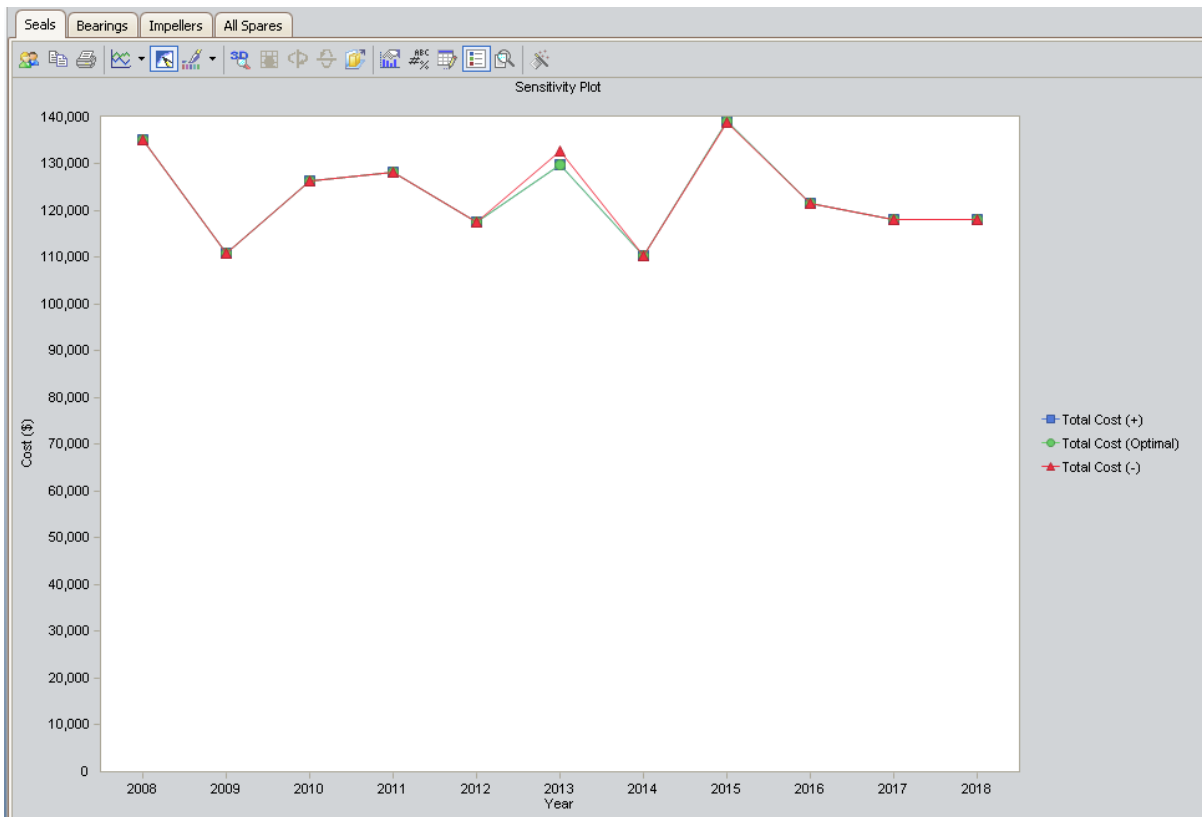 Seals Bearings Impellers All Spares
3D ABC #%
Sensitivity Plot
140,000
130,000
120,000
110,000
100,000
90,000
80,000
70,000
60,000
50,000
40,000
30,000
20,000
10,000
0
Cost ($)
2008 2009 2010 2011 2012 2013 2014 2015 2016 2017 2018
Year
Total Cost (+)
Total Cost (Optimal)
Total Cost (-)